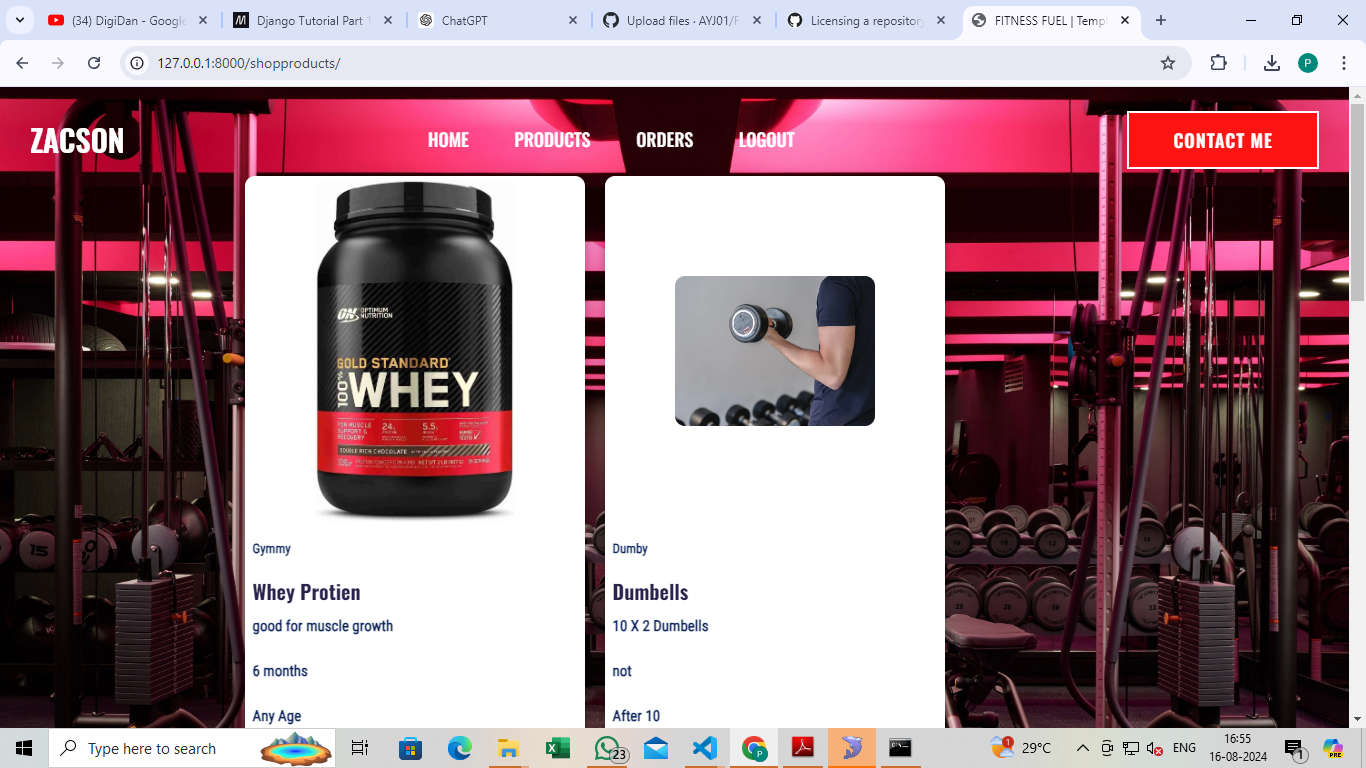 (34) DigiDan - Google
Django Tutorial Part 1
ChatGPT
Upload files · AYJ01/F
Licensing a repository
FITNESS FUEL | Templ
127.0.0.1:8000/shopproducts/
P
ZACSON
HOME
PRODUCTS
ORDERS
LOGOUT
CONTACT ME
ON OPTIMUM
NUTRITION
GOLD STANDARD
100% WHEY
FOR MUSCLE
SUPPORT &
RECOVERY
24g
5.5g
DOUBLE RICH CHOCOLATE
Gymmy
Whey Protien
good for muscle growth
6 months
Any Age
Dumby
Dumbells
10 X 2 Dumbells
not
After 10
15
Type here to search
23
P
1
29°C
ENG
16:55
16-08-2024
1
PRE